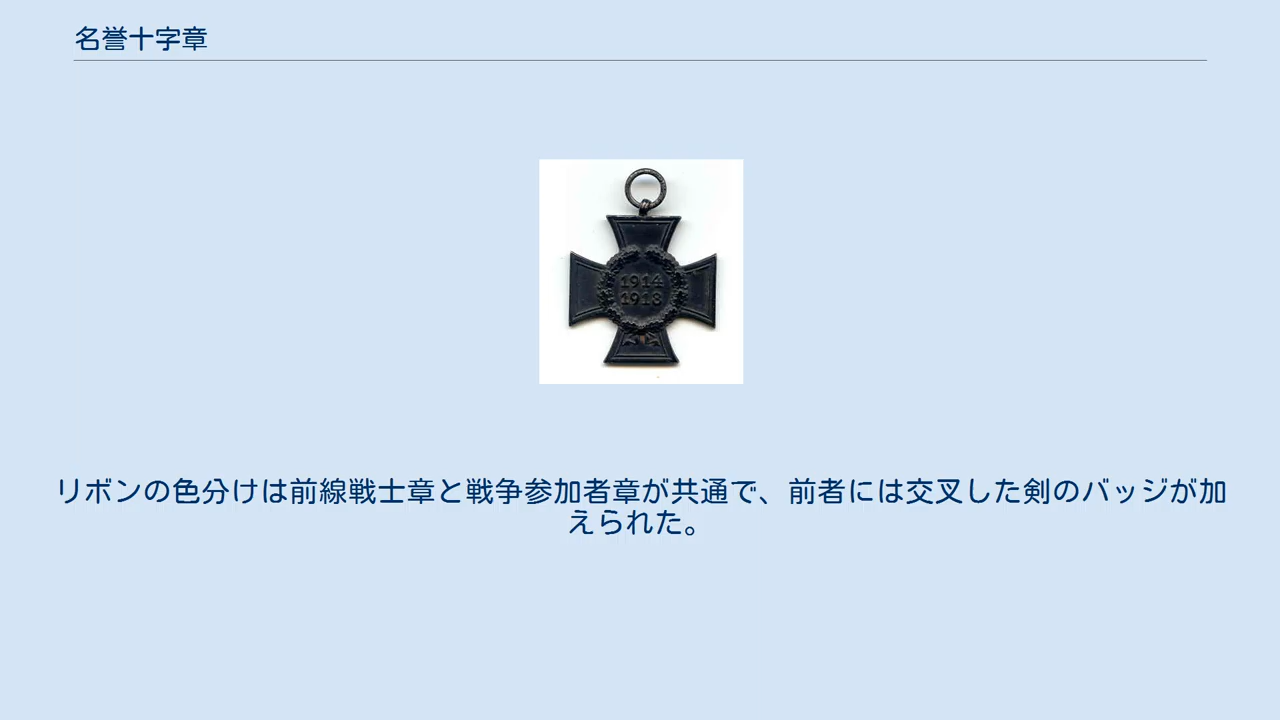 名誉十字章
1914
1918
リボンの色分けは前線戦士章と戦争参加者章が共通で、前者には交叉した剣のバッジが加
えられた。